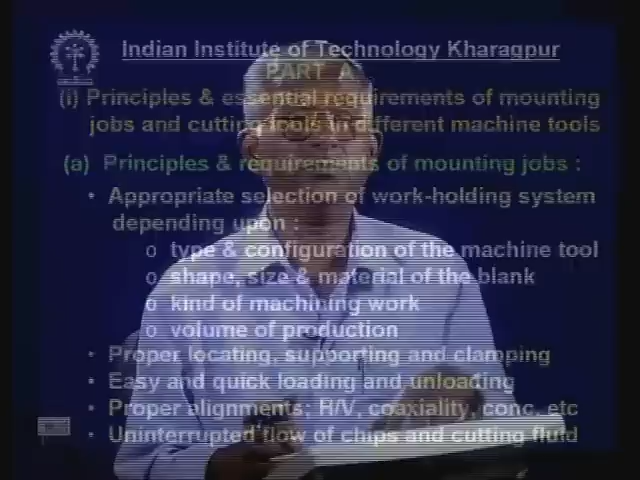 Indian Institute of Technology Kharagpur
PART A
(i) Principles & essential requirements of mounting
jobs and cutting tools in different machine tools
(a) Principles & requirements of mounting jobs :
• Appropriate selection of work-holding system
depending upon :
o type & configuration of the machine tool
o shape, size & material of the blank
o kind of machining work
o volume of production
• Proper locating, supporting and clamping
• Easy and quick loading and unloading
• Proper alignments; H/V, coaxiality, conc. etc
• Uninterrupted flow of chips and cutting fluid